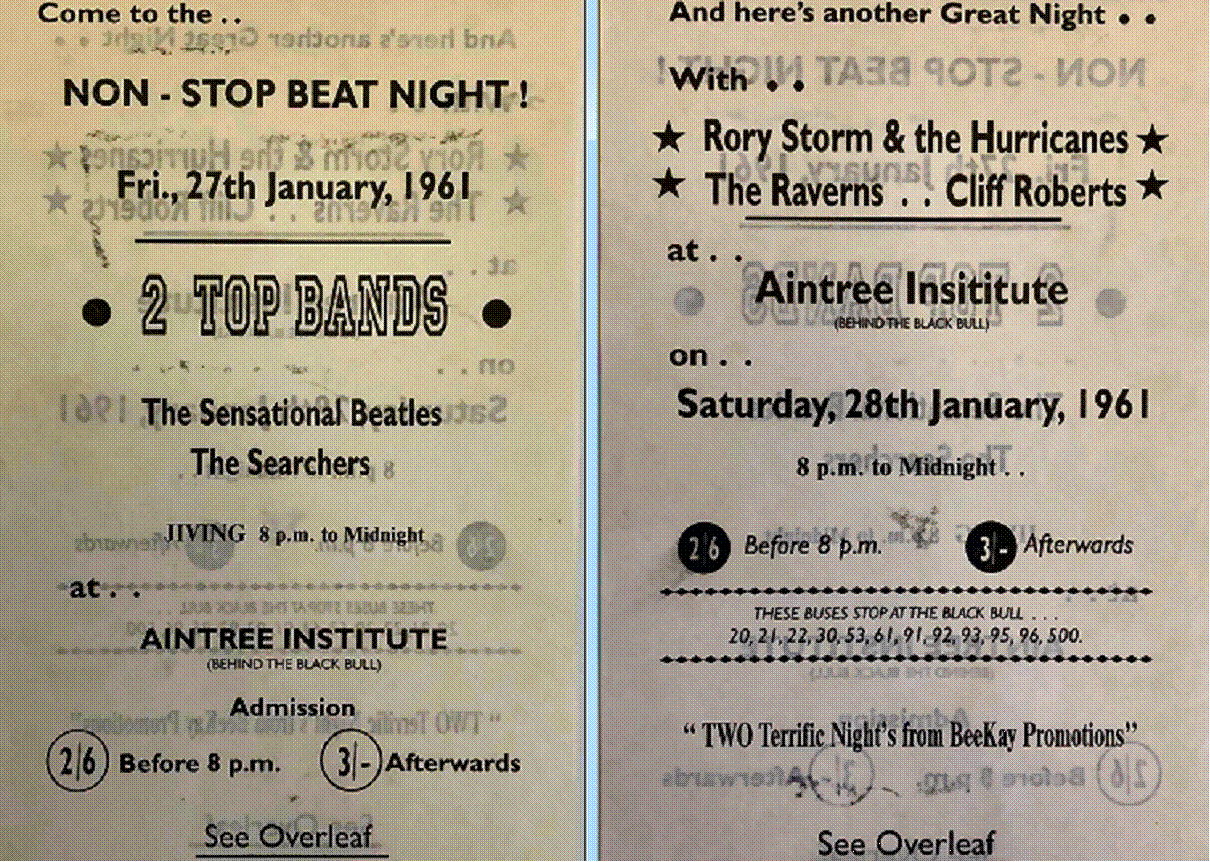 Come to the . .
NON - STOP BEAT NIGHT !
Fri., 27th January, 1961
2 TOP BANDS
The Sensational Beatles
The Searchers
JIVING 8 p.m. to Midnight
at . .
AINTREE INSTITUTE
(BEHIND THE BLACK BULL)
Admission
2/6 Before 8 p.m. 3/- Afterwards
See Overleaf
And here's another Great Night . .
With . .
★ Rory Storm & the Hurricanes ★
★ The Raverns . . Cliff Roberts ★
at . .
Aintree Insititute
(BEHIND THE BLACK BULL)
on . .
Saturday, 28th January, 1961
8 p.m. to Midnight . .
2/6 Before 8 p.m. 3/- Afterwards
THESE BUSES STOP AT THE BLACK BULL . . .
20, 21, 22, 30, 53, 61, 91, 92, 93, 95, 96, 500.
“ TWO Terrific Night's from BeeKay Promotions”
See Overleaf